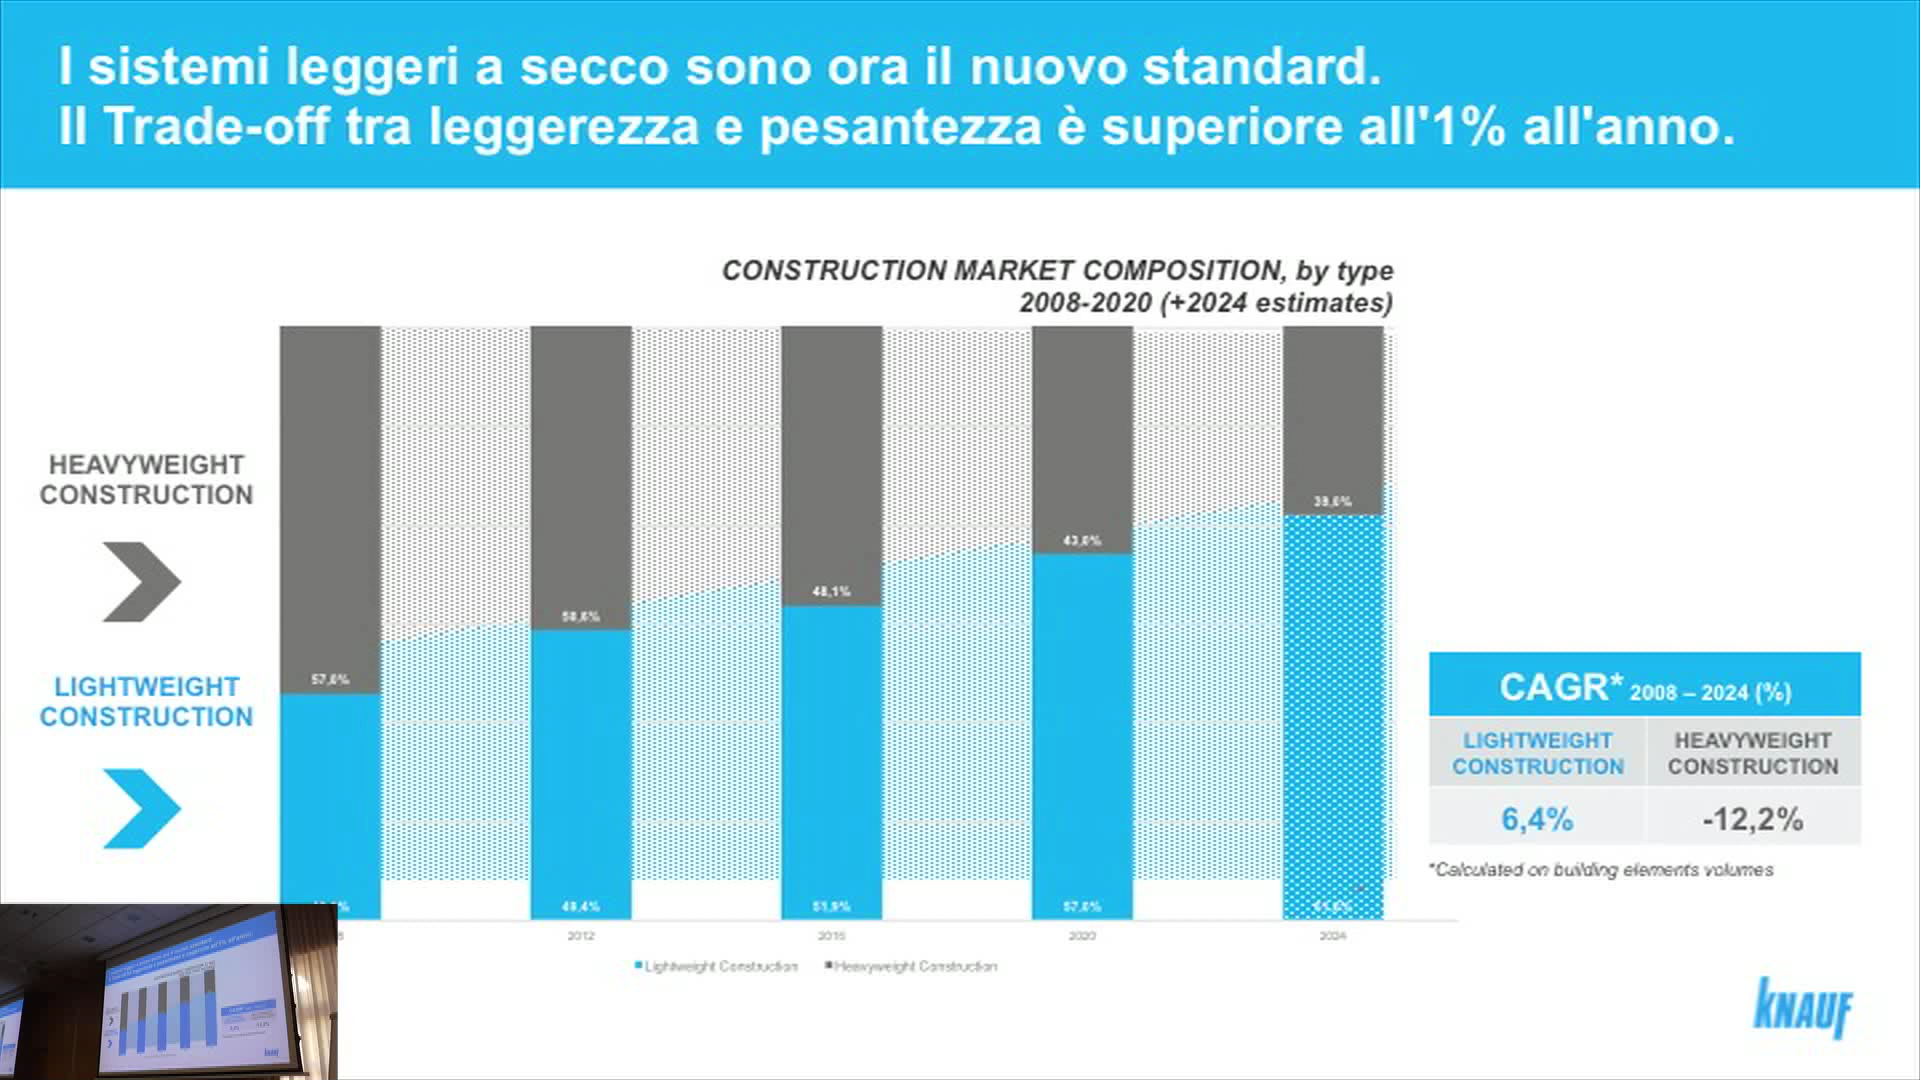 I sistemi leggeri a secco sono ora il nuovo standard.
Il Trade-off tra leggerezza e pesantezza è superiore all'1% all'anno.
CONSTRUCTION MARKET COMPOSITION, by type
2008-2020 (+2024 estimates)
HEAVYWEIGHT
CONSTRUCTION
LIGHTWEIGHT
CONSTRUCTION
57,0%
48,1%
43,0%
49,4%
51,9%
57,0%
2012
2016
2020
2024
Lightweight Construction
Heavyweight Construction
CAGR* 2008 – 2024 (%)
LIGHTWEIGHT
CONSTRUCTION
HEAVYWEIGHT
CONSTRUCTION
6,4%
-12,2%
*Calculated on building elements volumes
KNAUF